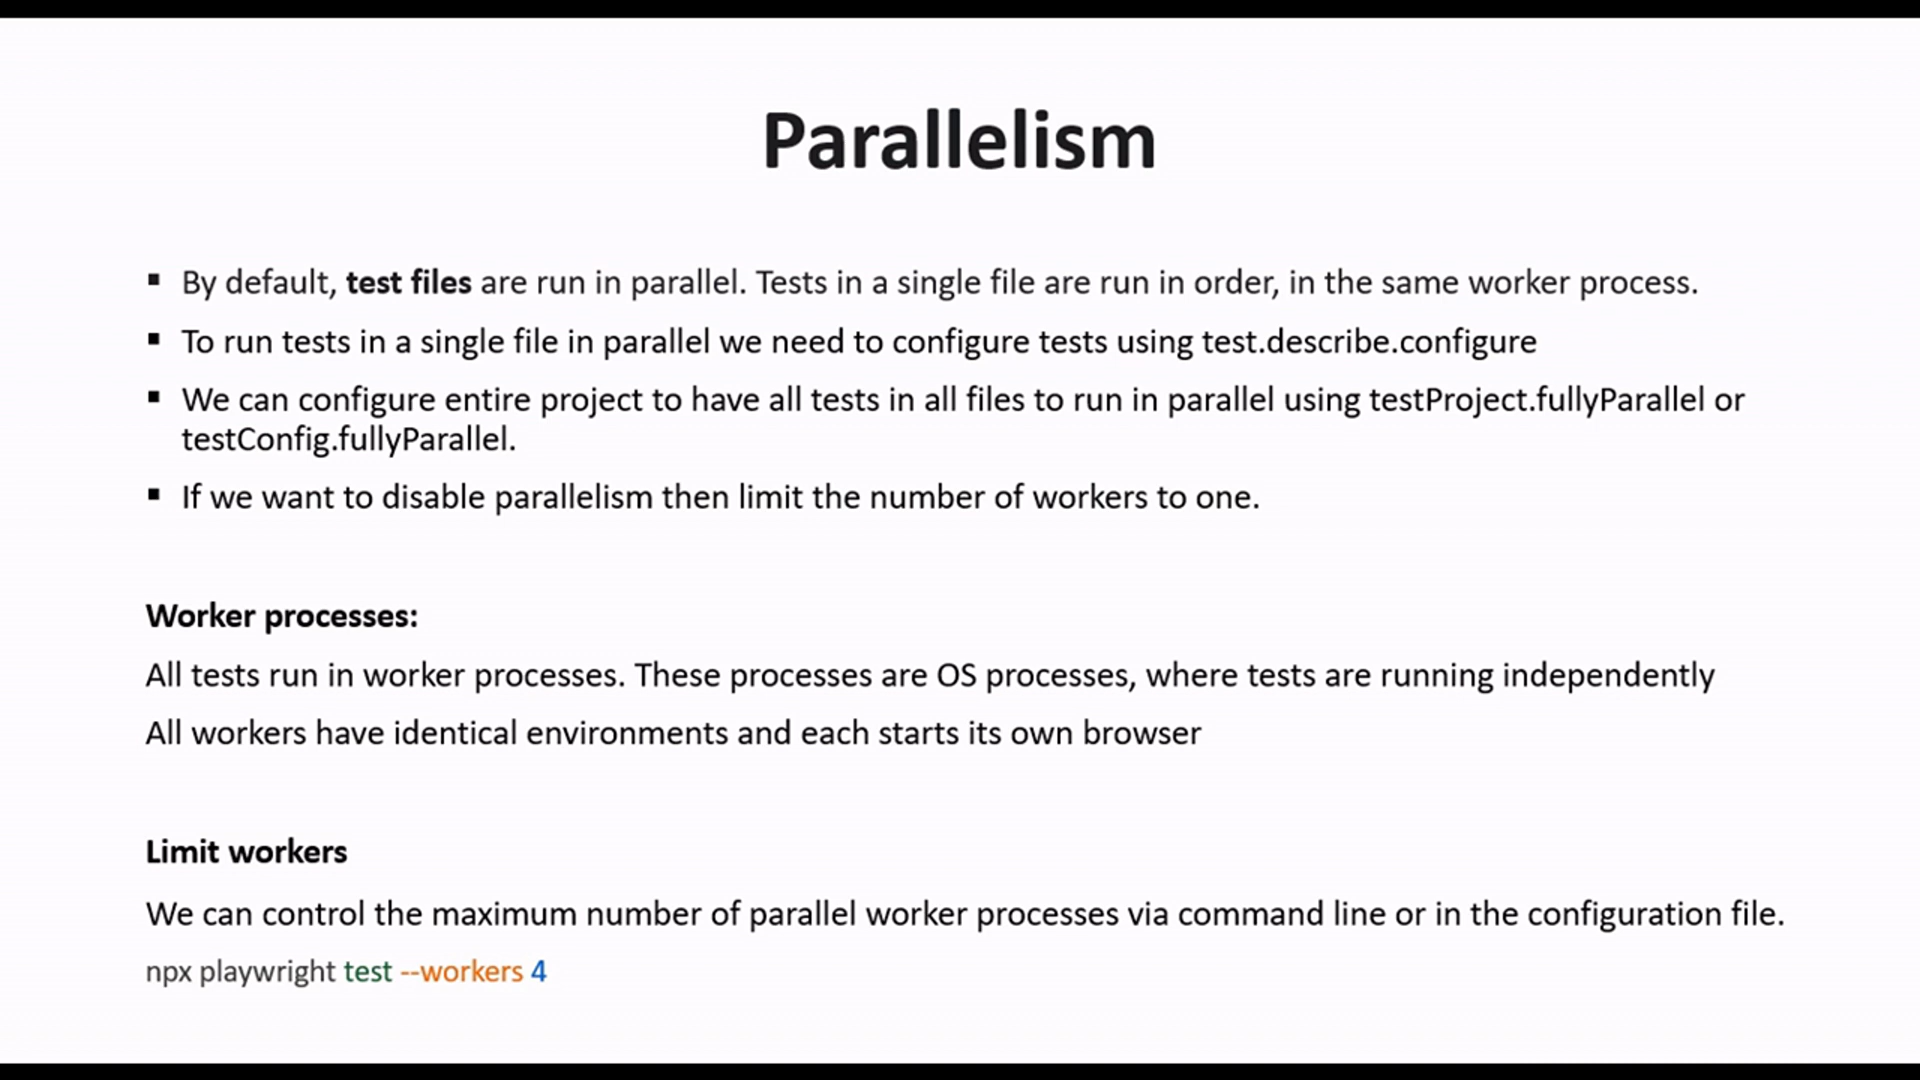 Parallelism
▪ By default, test files are run in parallel. Tests in a single file are run in order, in the same worker process.
▪ To run tests in a single file in parallel we need to configure tests using test.describe.configure
▪ We can configure entire project to have all tests in all files to run in parallel using testProject.fullyParallel or
testConfig.fullyParallel.
▪ If we want to disable parallelism then limit the number of workers to one.
Worker processes:
All tests run in worker processes. These processes are OS processes, where tests are running independently
All workers have identical environments and each starts its own browser
Limit workers
We can control the maximum number of parallel worker processes via command line or in the configuration file.
npx playwright test --workers 4